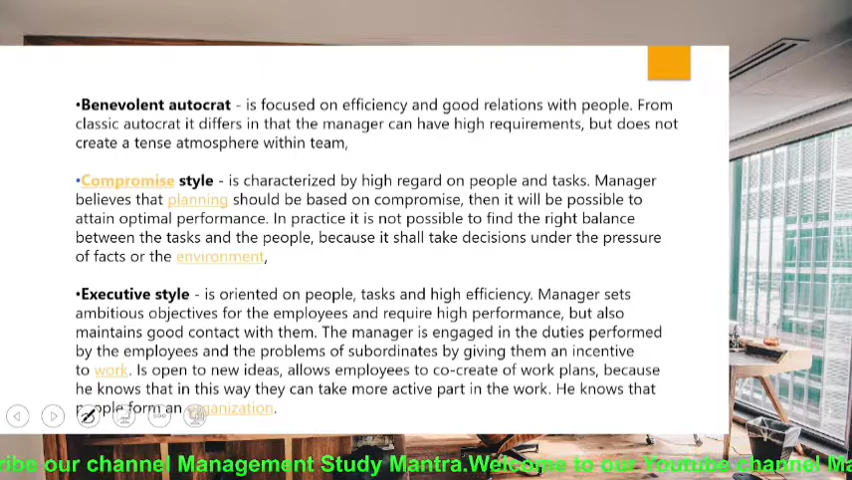 •Benevolent autocrat - is focused on efficiency and good relations with people. From
classic autocrat it differs in that the manager can have high requirements, but does not
create a tense atmosphere within team,
•Compromise style - is characterized by high regard on people and tasks. Manager
believes that planning should be based on compromise, then it will be possible to
attain optimal performance. In practice it is not possible to find the right balance
between the tasks and the people, because it shall take decisions under the pressure
of facts or the environment,
•Executive style - is oriented on people, tasks and high efficiency. Manager sets
ambitious objectives for the employees and require high performance, but also
maintains good contact with them. The manager is engaged in the duties performed
by the employees and the problems of subordinates by giving them an incentive
to work. Is open to new ideas, allows employees to co-create of work plans, because
he knows that in this way they can take more active part in the work. He knows that
people form an organization.
ribe our channel Management Study Mantra.Welcome to our Youtube channel Ma